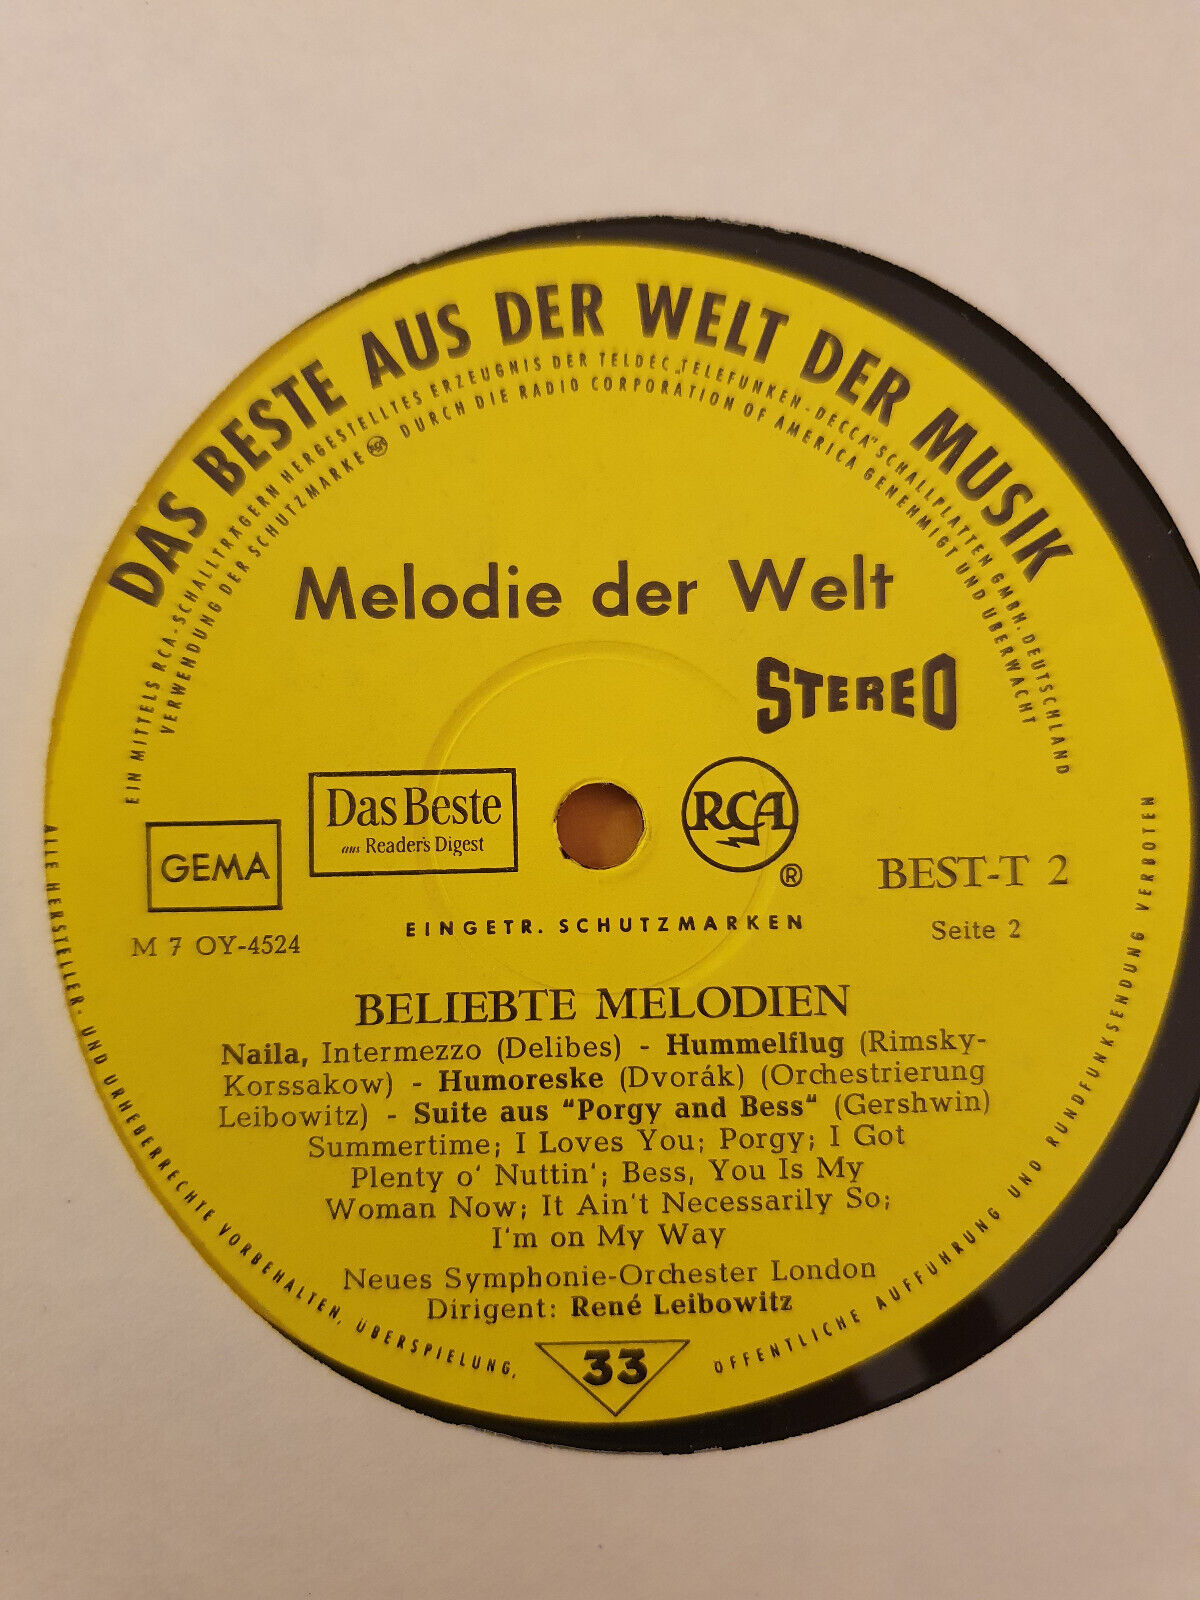 DAS BESTE AUS DER WELT DER MUSIK
EIN MITTELS RCA-SCHALLTRÄGERN HERGESTELLTES ERZEUGNIS DER TELDEC „TELEFUNKEN-DECCA" SCHALLPLATTEN GMBH. DEUTSCHLAND
VERWENDUNG DER SCHUTZMARKE RCA DURCH DIE RADIO CORPORATION OF AMERICA GENEHMIGT UND ÜBERWACHT
Melodie der Welt
STEREO
Das Beste
aus Reader's Digest
RCA
®
GEMA
BEST-T 2
EINGETR. SCHUTZMARKEN
Seite 2
M 7 OY-4524
BELIEBTE MELODIEN
Naila, Intermezzo (Delibes) - Hummelflug (Rimsky-
Korssakow) - Humoreske (Dvorák) (Orchestrierung
Leibowitz) - Suite aus "Porgy and Bess" (Gershwin)
Summertime; I Loves You; Porgy; I Got
Plenty o' Nuttin'; Bess, You Is My
Woman Now; It Ain't Necessarily So;
I'm on My Way
Neues Symphonie-Orchester London
Dirigent: René Leibowitz
33
ALLE HERSTELLER- UND URHEBERRECHTE VORBEHALTEN, ÜBERSPIELUNG,
ÖFFENTLICHE AUFFÜHRUNG UND RUNDFUNKSENDUNG VERBOTEN